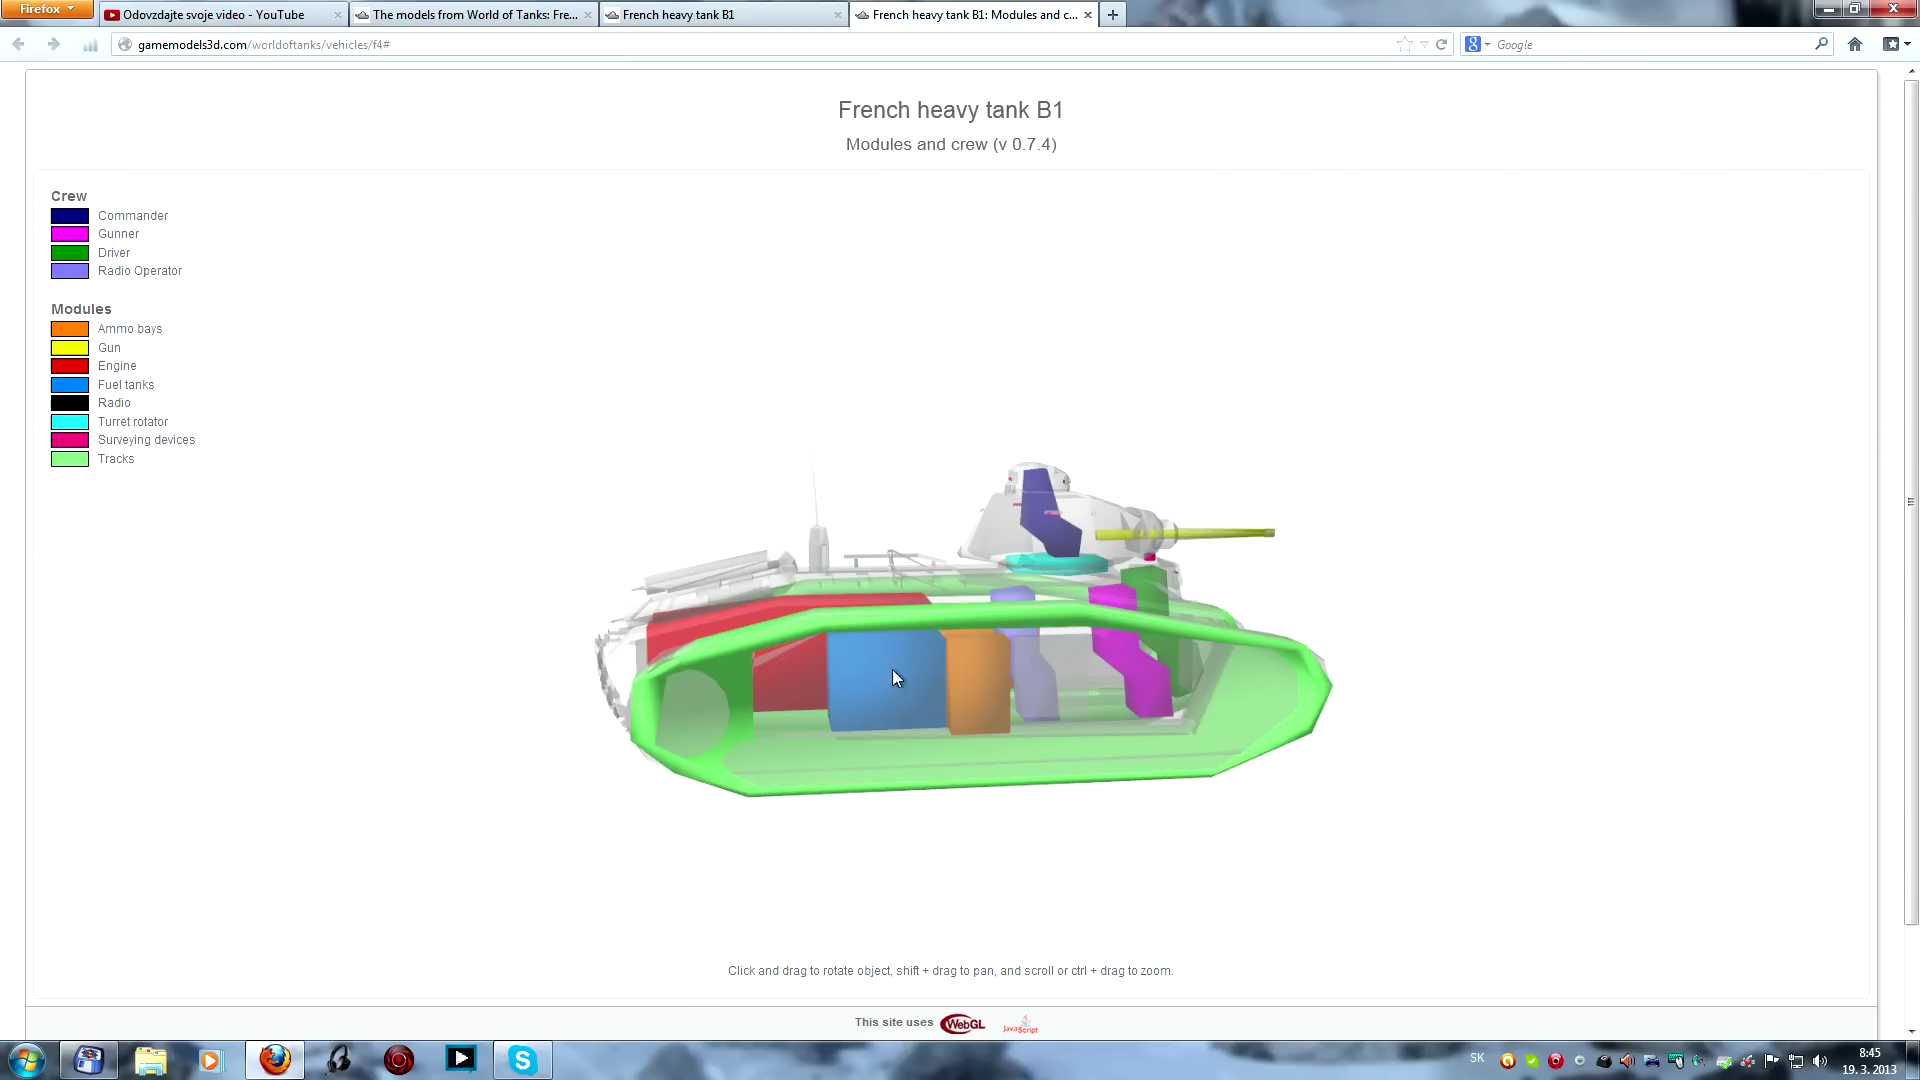 Firefox
Odovzdajte svoje video - YouTube
The models from World of Tanks: Fre...
French heavy tank B1
French heavy tank B1: Modules and c...
gamemodels3d.com/worldoftanks/vehicles/f4#
Google
French heavy tank B1
Modules and crew (v 0.7.4)
Crew
Commander
Gunner
Driver
Radio Operator
Modules
Ammo bays
Gun
Engine
Fuel tanks
Radio
Turret rotator
Surveying devices
Tracks
Click and drag to rotate object, shift + drag to pan, and scroll or ctrl + drag to zoom.
This site uses
WebGL
JavaScript
SK
8:45
19. 3. 2013